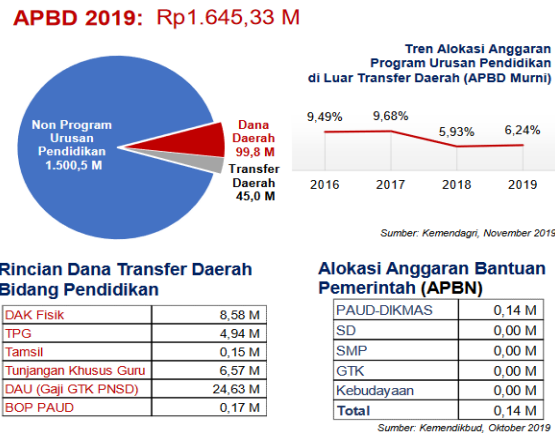 APBD 2019: Rp1.645,33 M
Non Program
Urusan
Pendidikan
1.500,5 M
Dana
Daerah
99,8 M
Transfer
Daerah
45,0 M
Tren Alokasi Anggaran
Program Urusan Pendidikan
di Luar Transfer Daerah (APBD Murni)
9,49% 9,68% 5,93% 6,24%
2016 2017 2018 2019
Sumber: Kemendagri, November 2019
Rincian Dana Transfer Daerah
Bidang Pendidikan
DAK Fisik 8,58 M
TPG 4,94 M
Tamsil 0,15 M
Tunjangan Khusus Guru 6,57 M
DAU (Gaji GTK PNSD) 24,63 M
BOP PAUD 0,17 M
Alokasi Anggaran Bantuan
Pemerintah (APBN)
PAUD-DIKMAS 0,14 M
SD 0,00 M
SMP 0,00 M
GTK 0,00 M
Kebudayaan 0,00 M
Total 0,14 M
Sumber: Kemendikbud, Oktober 2019